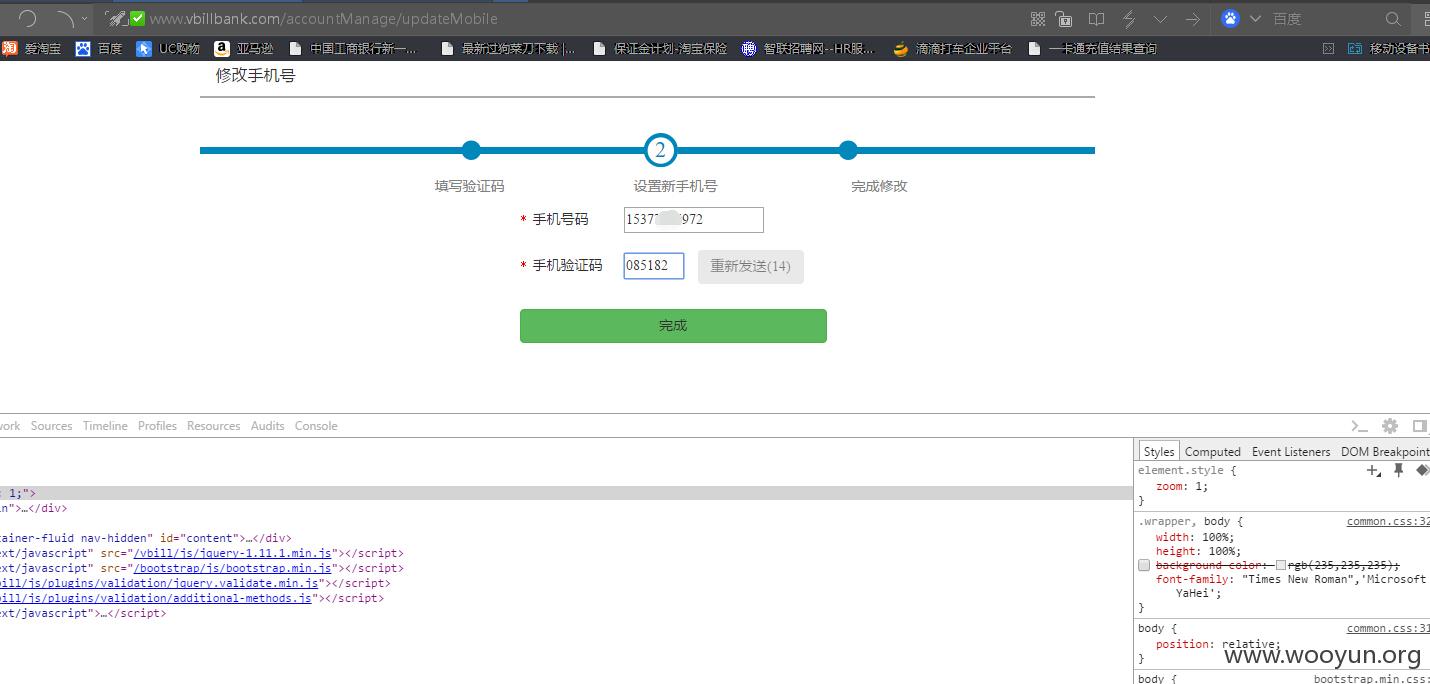 www.vbillbank.com/accountManage/updateMobile 百度
爱淘宝 百度 UC购物 亚马逊 中国工商银行新一... 最新过狗菜刀下载 |... 保证金计划-淘宝保险 智联招聘网--HR服... 滴滴打车企业平台 一卡通充值结果查询 移动设备书
修改手机号
2
填写验证码 设置新手机号 完成修改
* 手机号码 1537 972
* 手机验证码 085182 重新发送(14)
完成
work Sources Timeline Profiles Resources Audits Console
Styles Computed Event Listeners DOM Breakpoint
element.style {
zoom: 1;
}
: 1;">
in">…</div>
tainer-fluid nav-hidden" id="content">…</div>
ext/javascript" src="/vbill/js/jquery-1.11.1.min.js"></script>
ext/javascript" src="/bootstrap/js/bootstrap.min.js"></script>
bill/js/plugins/validation/jquery.validate.min.js"></script>
bill/js/plugins/validation/additional-methods.js"></script>
ext/javascript">…</script>
.wrapper, body { common.css:32
width: 100%;
height: 100%;
background-color: rgb(235,235,235);
font-family: "Times New Roman",'Microsoft
YaHei';
}
body { common.css:31
position: relative;
}
www.wooyun.org
body { bootstrap.min.css: